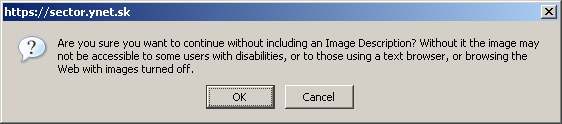 https://sector.ynet.sk
Are you sure you want to continue without including an Image Description? Without it the image may
not be accessible to some users with disabilities, or to those using a text browser, or browsing the
Web with images turned off.
OK
Cancel